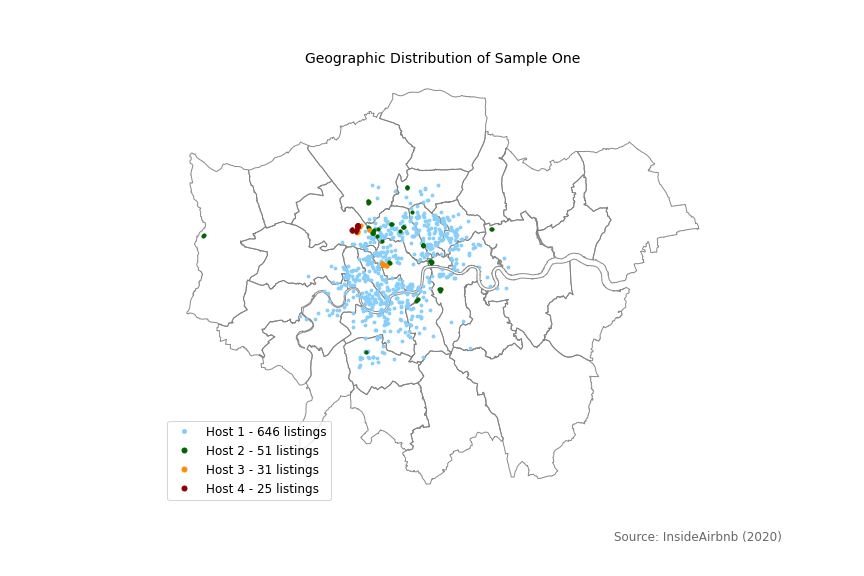 Geographic Distribution of Sample One
Host 1 - 646 listings
Host 2 - 51 listings
Host 3 - 31 listings
Host 4 - 25 listings
Source: InsideAirbnb (2020)